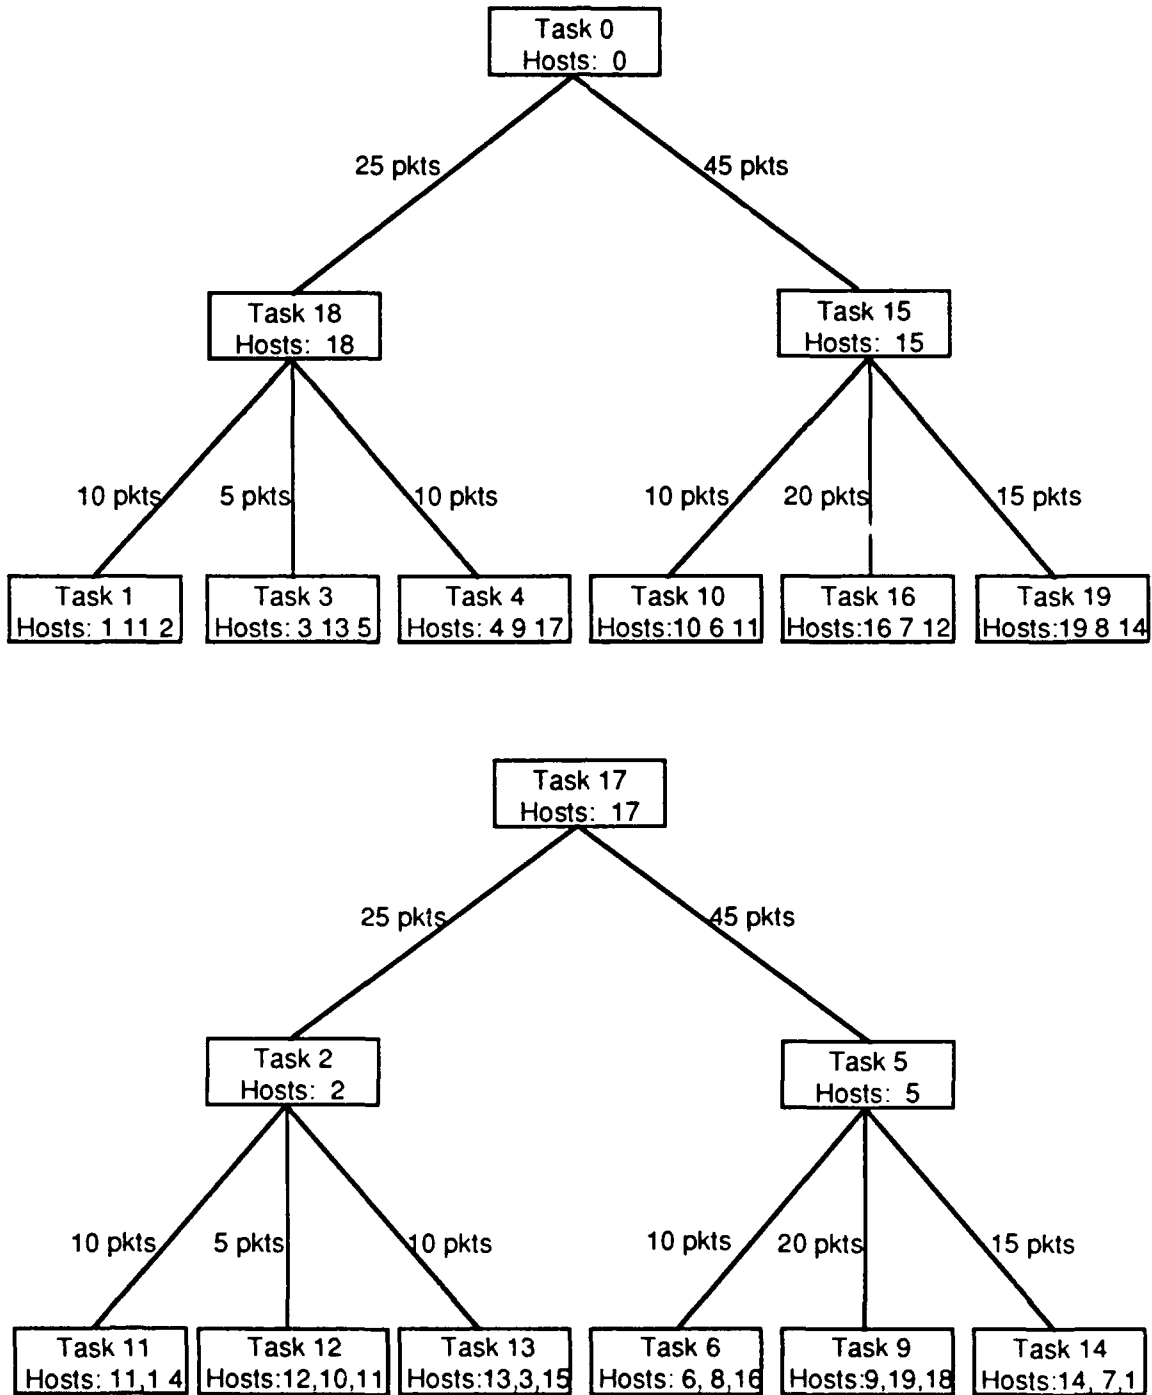 Task 0
Hosts: 0
25 pkts
45 pkts
Task 18
Hosts: 18
Task 15
Hosts: 15
10 pkts
5 pkts
10 pkts
10 pkts
20 pkts
15 pkts
Task 1
Hosts: 1 11 2
Task 3
Hosts: 3 13 5
Task 4
Hosts: 4 9 17
Task 10
Hosts:10 6 11
Task 16
Hosts:16 7 12
Task 19
Hosts:19 8 14
Task 17
Hosts: 17
25 pkts
45 pkts
Task 2
Hosts: 2
Task 5
Hosts: 5
10 pkts
5 pkts
10 pkts
10 pkts
20 pkts
15 pkts
Task 11
Hosts: 11,1 4
Task 12
Hosts:12,10,11
Task 13
Hosts:13,3,15
Task 6
Hosts: 6, 8,16
Task 9
Hosts:9,19,18
Task 14
Hosts:14, 7,1